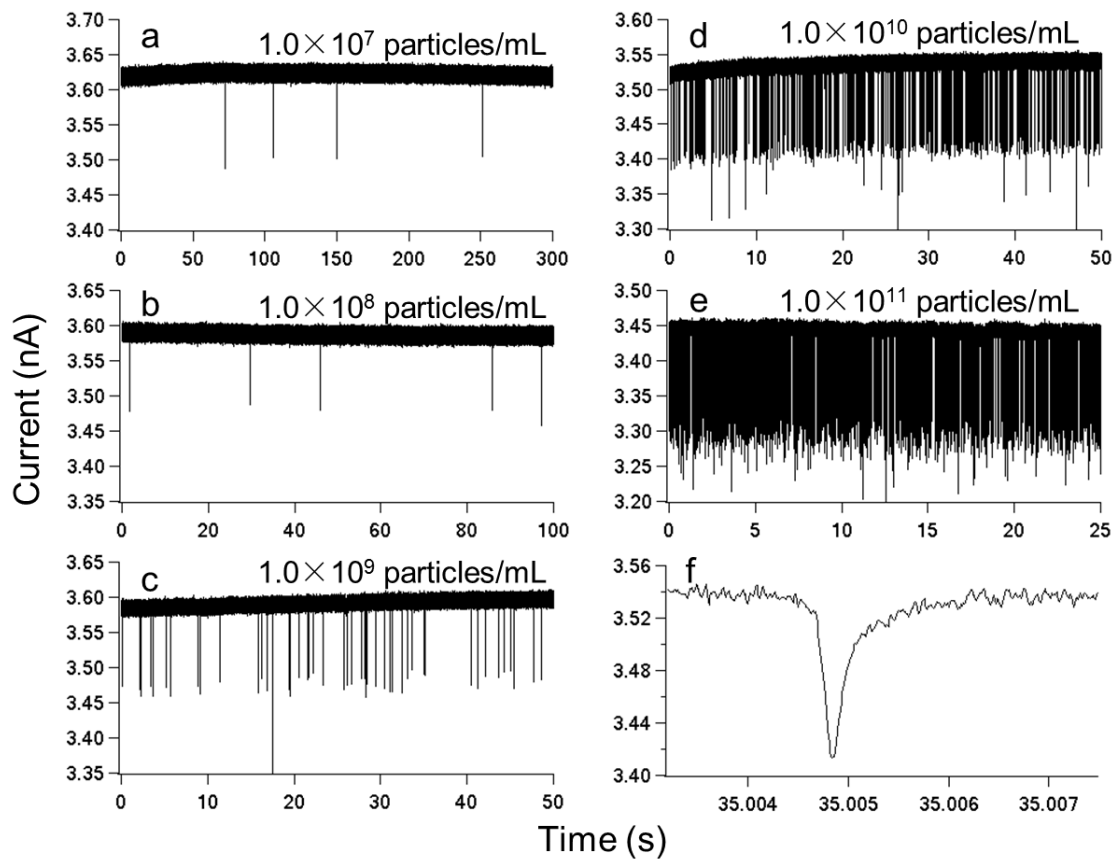 Current (nA)
a
1.0×10⁷ particles/mL
3.70
3.65
3.60
3.55
3.50
3.45
3.40
0 50 100 150 200 250 300
b
1.0×10⁸ particles/mL
3.65
3.60
3.55
3.50
3.45
3.40
3.35
0 20 40 60 80 100
c
1.0×10⁹ particles/mL
3.65
3.60
3.55
3.50
3.45
3.40
3.35
0 10 20 30 40 50
d
1.0×10¹⁰ particles/mL
3.60
3.55
3.50
3.45
3.40
3.35
3.30
0 10 20 30 40 50
e
1.0×10¹¹ particles/mL
3.50
3.45
3.40
3.35
3.30
3.25
3.20
0 5 10 15 20 25
f
3.56
3.52
3.48
3.44
3.40
35.004 35.005 35.006 35.007
Time (s)